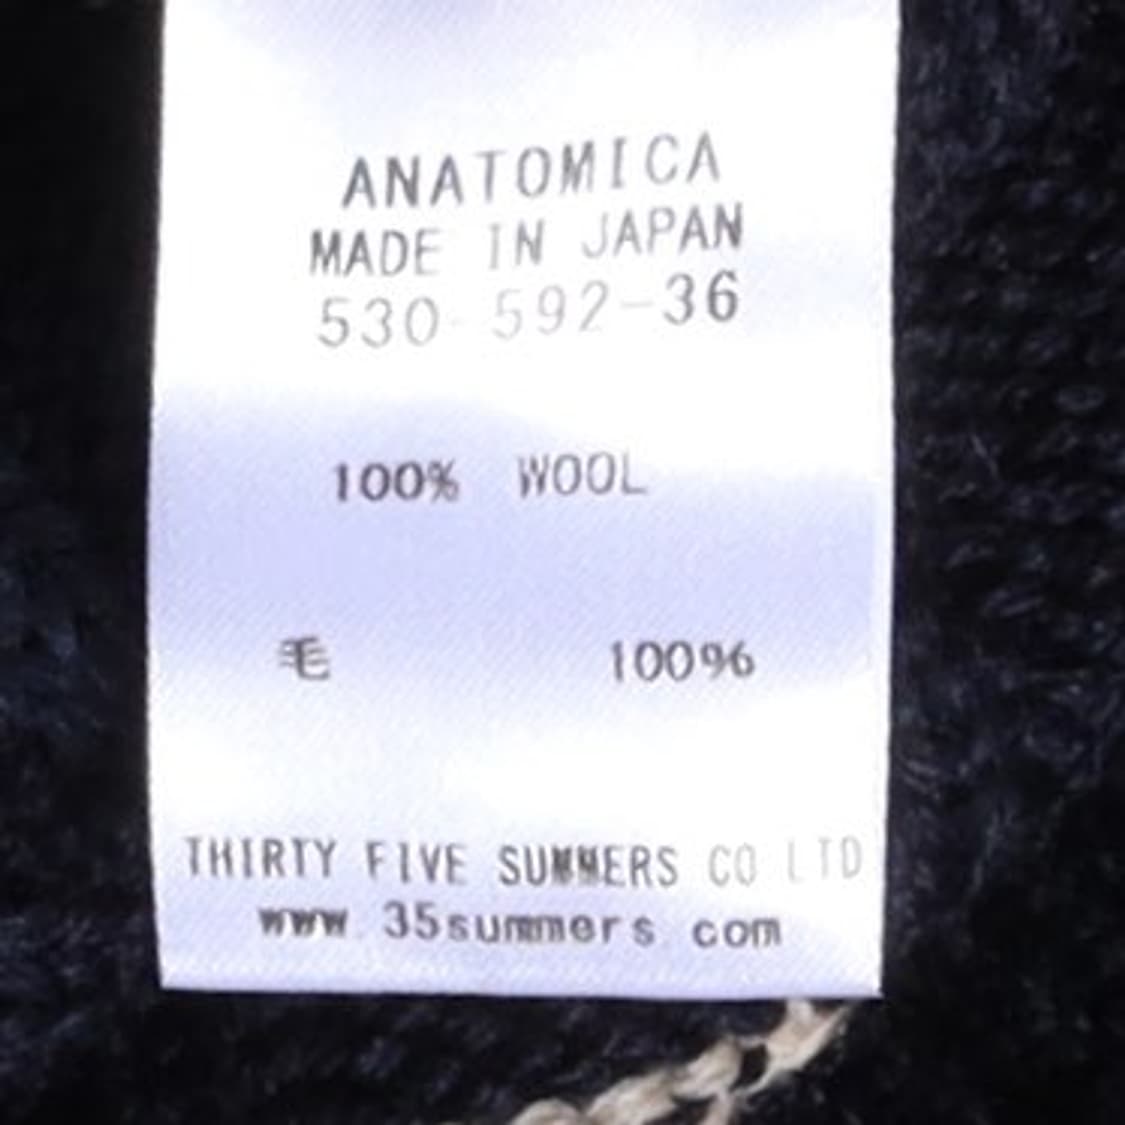 ANATOMICA
MADE IN JAPAN
530-592-36
100% WOOL
毛 100%
THIRTY FIVE SUMMERS CO LTD
www 35summers com